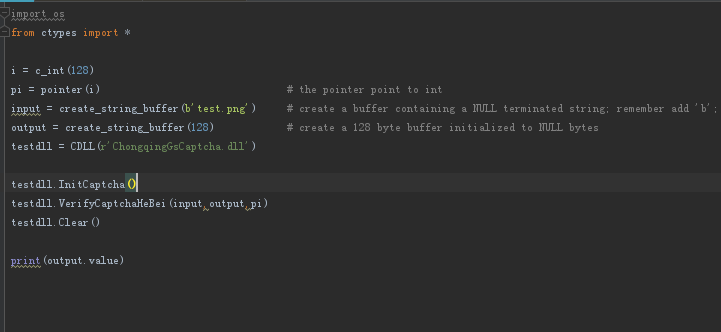 import os
from ctypes import *
i = c_int(128)
pi = pointer(i) # the pointer point to int
input = create_string_buffer(b'test.png') # create a buffer containing a NULL terminated string; remember add 'b';
output = create_string_buffer(128) # create a 128 byte buffer initialized to NULL bytes
testdll = CDLL(r'ChongqingGsCaptcha.dll')
testdll.InitCaptcha()
testdll.VerifyCaptchaHeBei(input,output,pi)
testdll.Clear()
print(output.value)